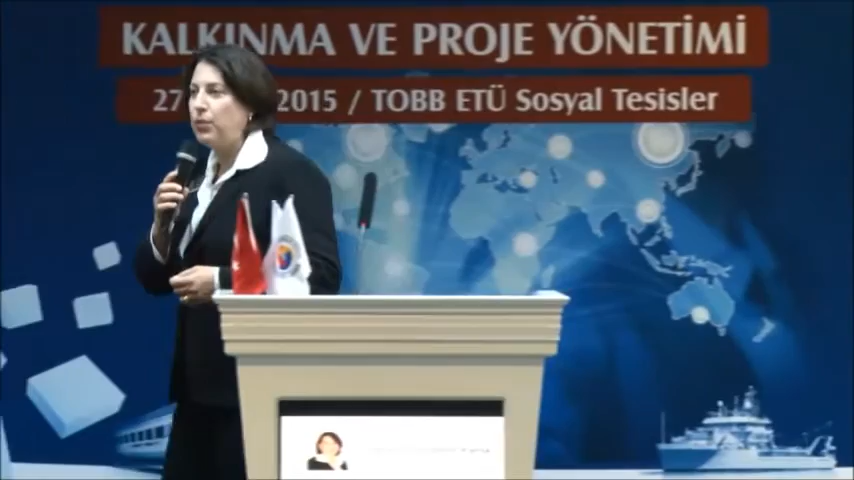 KALKINMA VE PROJE YÖNETİMİ
27 2015 / TOBB ETÜ Sosyal Tesisler